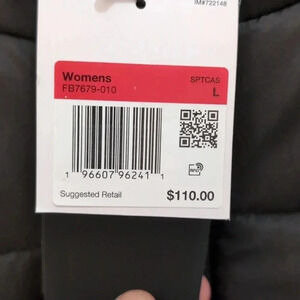 IM#722148
Womens SPTCAS
FB7679-010 L
1 96607 96241 1
Suggested Retail $110.00